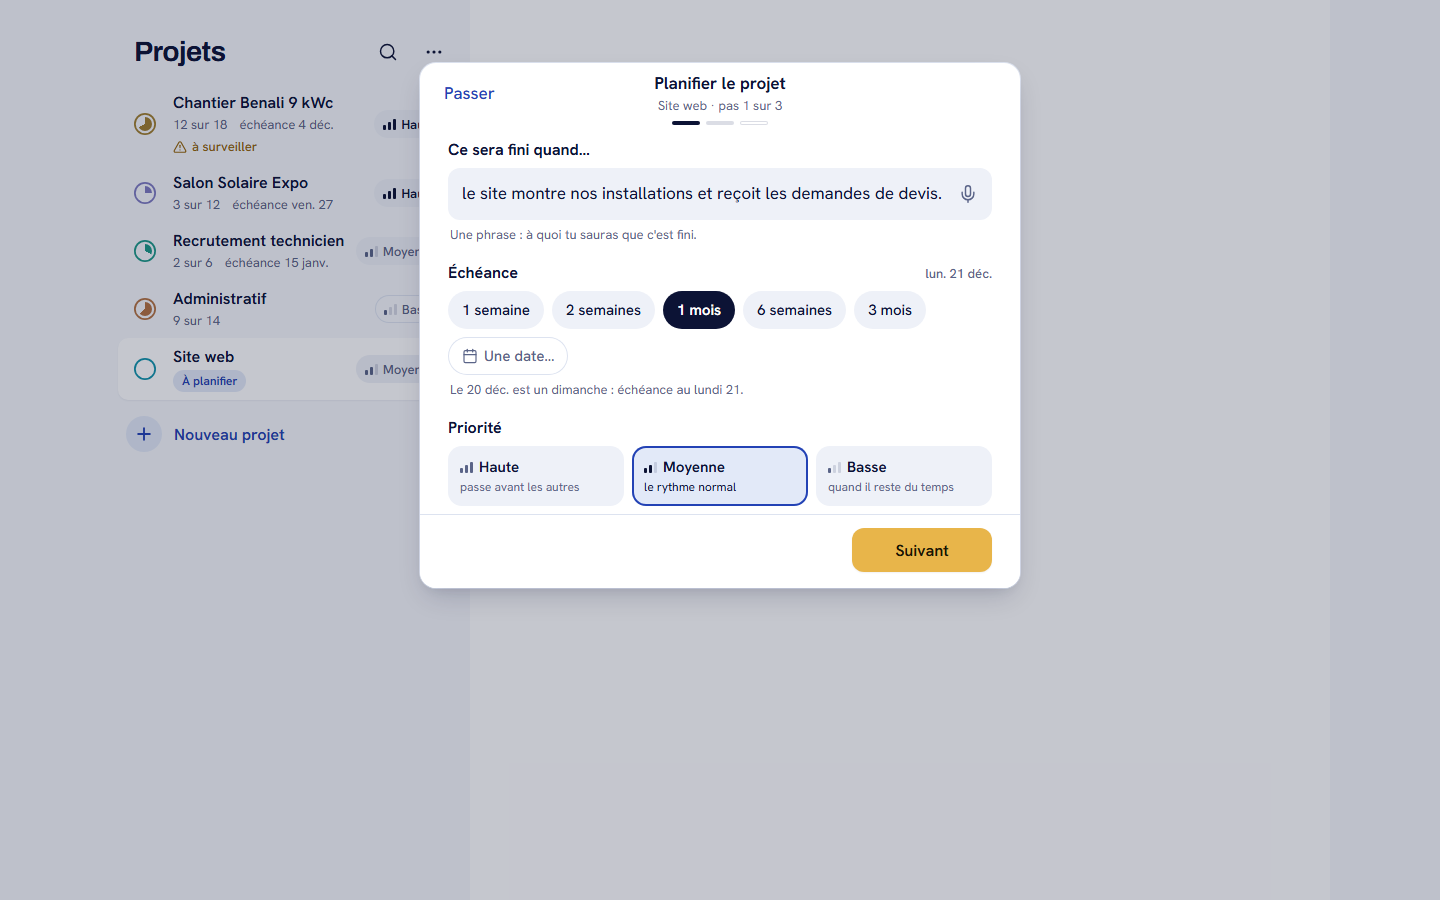 Projets
Chantier Benali 9 kWc
12 sur 18 échéance 4 déc.
à surveiller
Salon Solaire Expo
3 sur 12 échéance ven. 27
Recrutement technicien
2 sur 6 échéance 15 janv.
Administratif
9 sur 14
Site web
À planifier
Nouveau projet
Passer
Planifier le projet
Site web · pas 1 sur 3
Ce sera fini quand...
le site montre nos installations et reçoit les demandes de devis.
Une phrase : à quoi tu sauras que c'est fini.
Échéance
lun. 21 déc.
1 semaine
2 semaines
1 mois
6 semaines
3 mois
Une date...
Le 20 déc. est un dimanche : échéance au lundi 21.
Priorité
Haute
passe avant les autres
Moyenne
le rythme normal
Basse
quand il reste du temps
Suivant